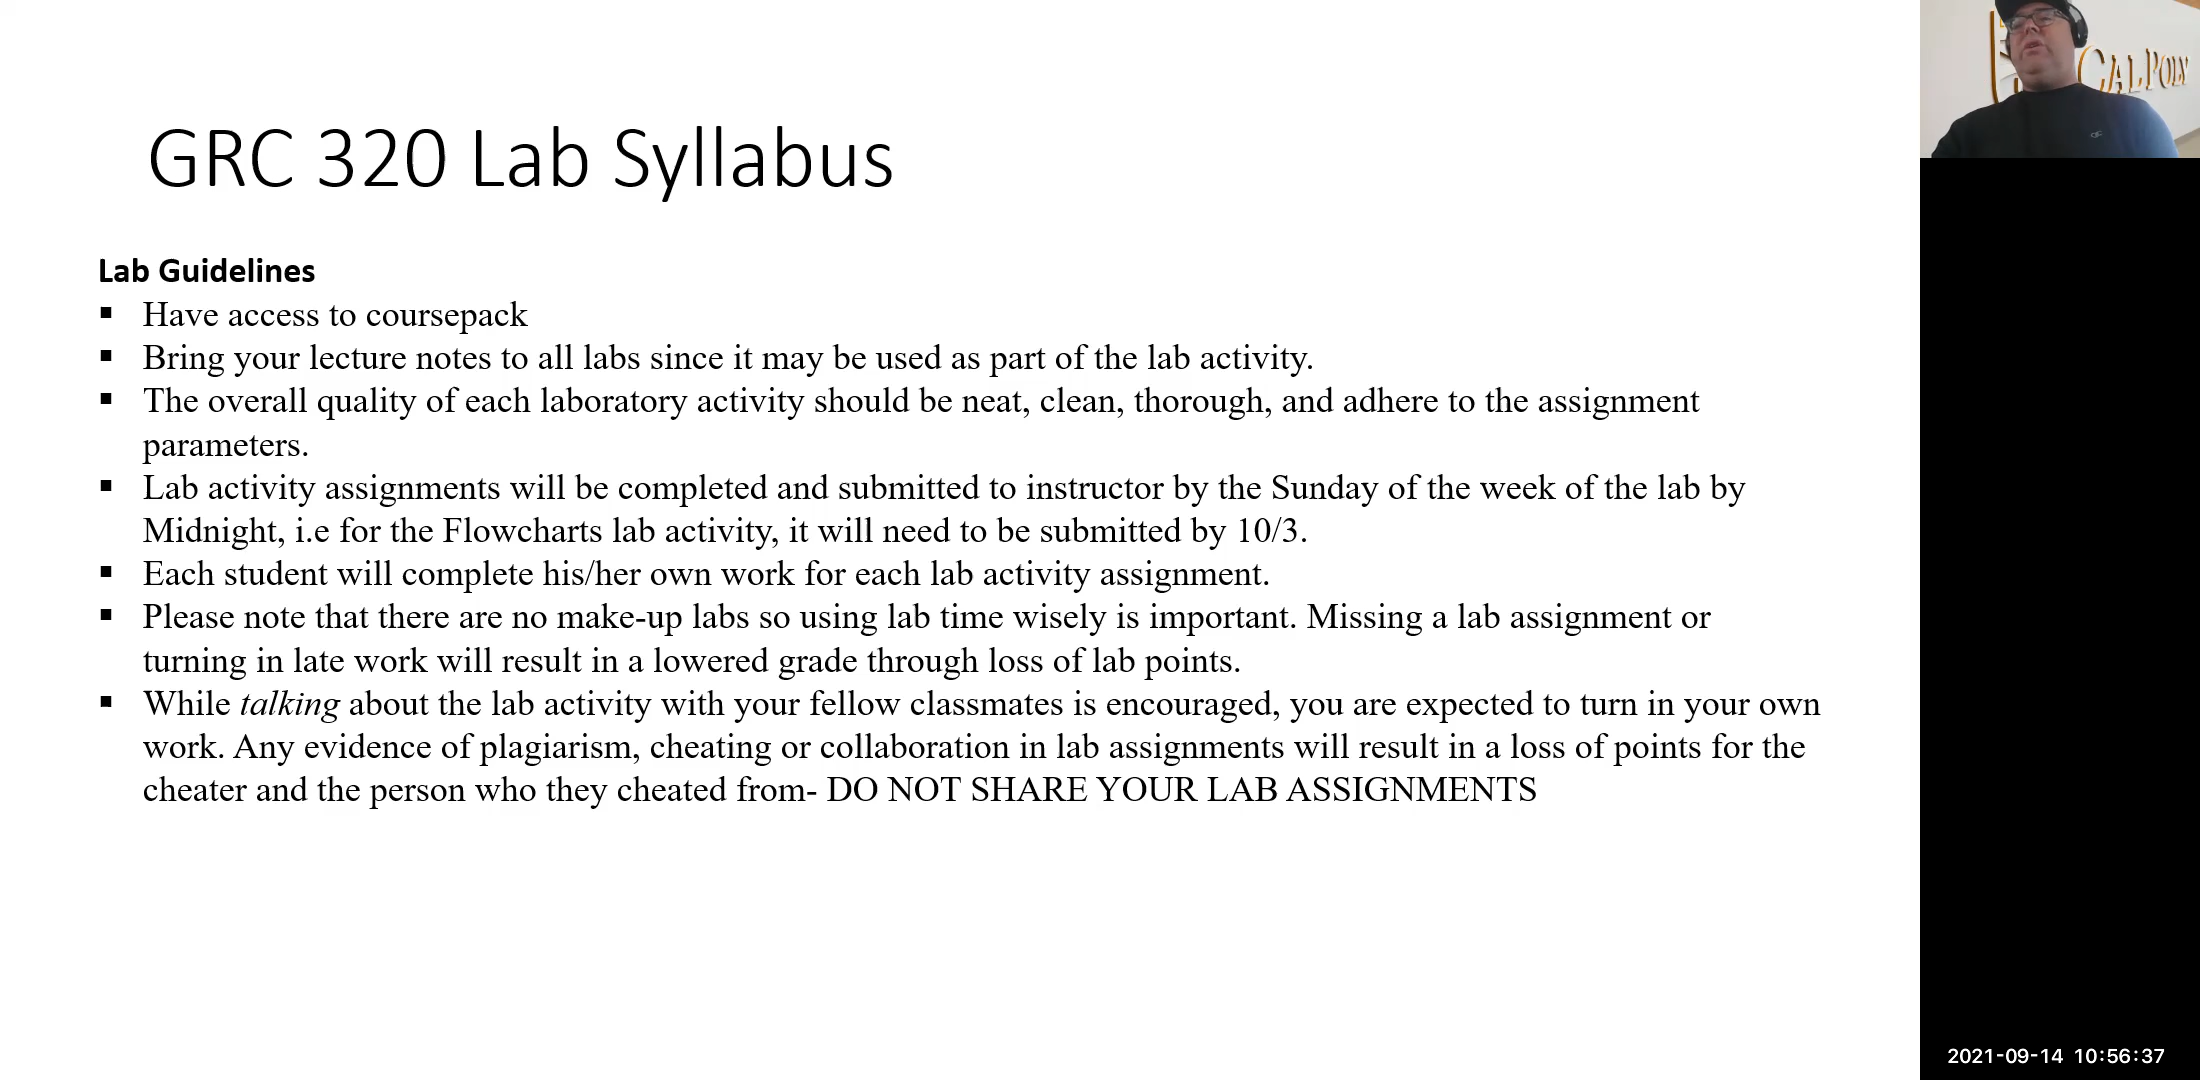 GRC 320 Lab Syllabus
Lab Guidelines
▪ Have access to coursepack
▪ Bring your lecture notes to all labs since it may be used as part of the lab activity.
▪ The overall quality of each laboratory activity should be neat, clean, thorough, and adhere to the assignment
parameters.
▪ Lab activity assignments will be completed and submitted to instructor by the Sunday of the week of the lab by
Midnight, i.e for the Flowcharts lab activity, it will need to be submitted by 10/3.
▪ Each student will complete his/her own work for each lab activity assignment.
▪ Please note that there are no make-up labs so using lab time wisely is important. Missing a lab assignment or
turning in late work will result in a lowered grade through loss of lab points.
▪ While talking about the lab activity with your fellow classmates is encouraged, you are expected to turn in your own
work. Any evidence of plagiarism, cheating or collaboration in lab assignments will result in a loss of points for the
cheater and the person who they cheated from- DO NOT SHARE YOUR LAB ASSIGNMENTS
CAL POLY
2021-09-14 10:56:37